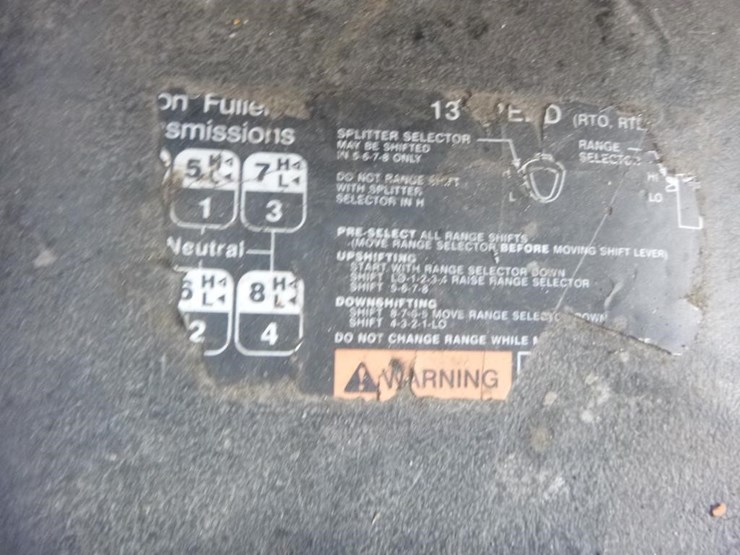 on Fuller
smissions
5 H L 7 H L
1 3
Neutral
6 H L 8 H L
2 4
13 (RTO, RTL
SPLITTER SELECTOR
MAY BE SHIFTED
IN 5-6-7-8 ONLY
RANGE
SELECTOR
H
L
HI
LO
DO NOT RANGE SHIFT
WITH SPLITTER
SELECTOR IN H
PRE-SELECT ALL RANGE SHIFTS
(MOVE RANGE SELECTOR BEFORE MOVING SHIFT LEVER)
UPSHIFTING
START WITH RANGE SELECTOR DOWN
SHIFT LO-1-2-3-4 RAISE RANGE SELECTOR
SHIFT 5-6-7-8
DOWNSHIFTING
SHIFT 8-7-6-5 MOVE RANGE SELECTOR DOWN
SHIFT 4-3-2-1-LO
DO NOT CHANGE RANGE WHILE
WARNING